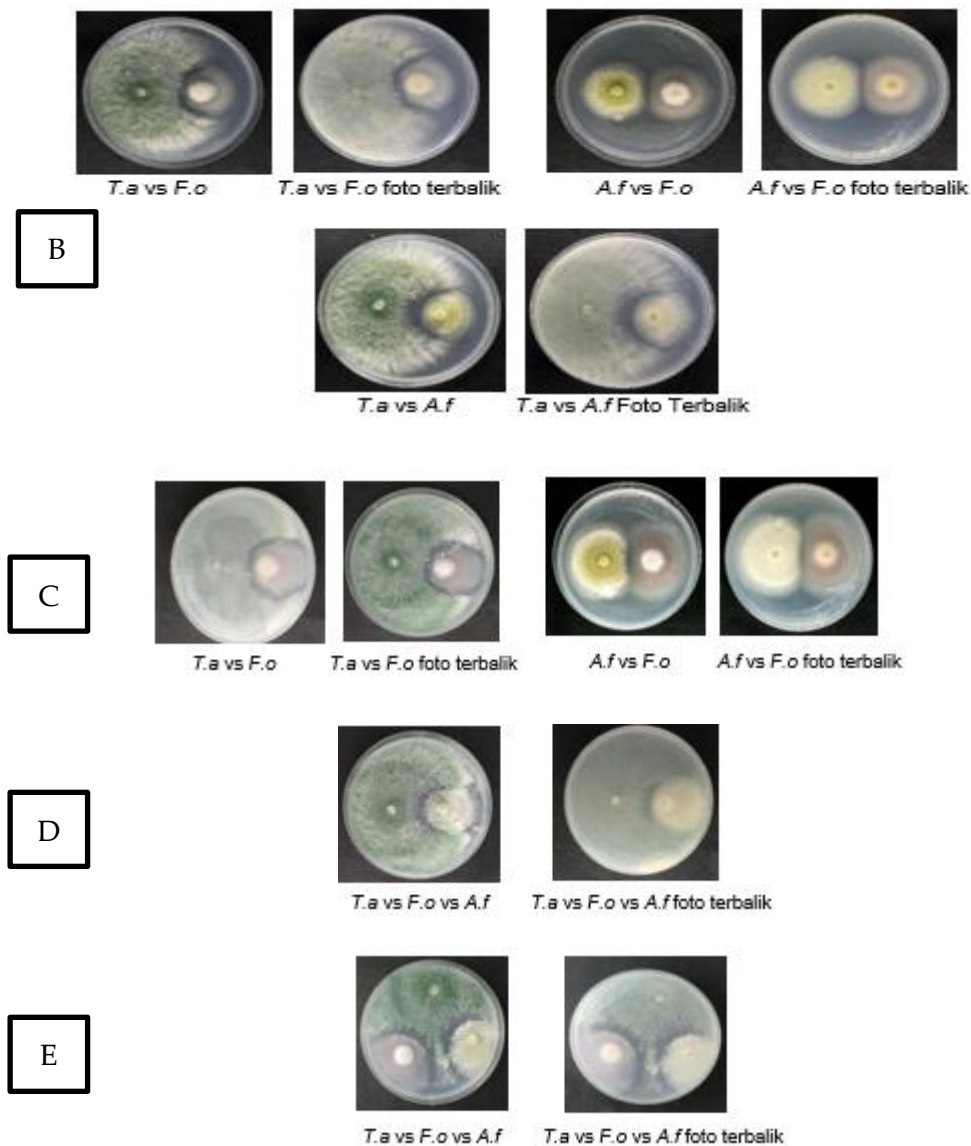 T.a vs F.o
T.a vs F.o foto terbalik
A.f vs F.o
A.f vs F.o foto terbalik
B
T.a vs A.f
T.a vs A.f Foto Terbalik
C
T.a vs F.o
T.a vs F.o foto terbalik
A.f vs F.o
A.f vs F.o foto terbalik
D
T.a vs F.o vs A.f
T.a vs F.o vs A.f foto terbalik
E
T.a vs F.o vs A.f
T.a vs F.o vs A.f foto terbalik